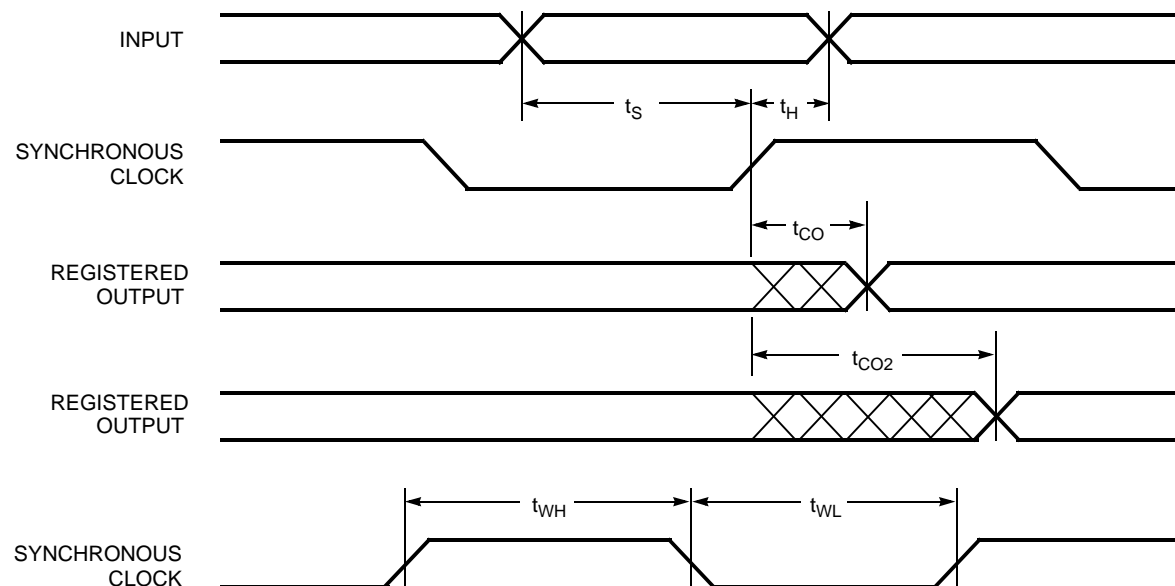 INPUT
tS
tH
SYNCHRONOUS
CLOCK
tCO
REGISTERED
OUTPUT
tCO2
REGISTERED
OUTPUT
tWH
tWL
SYNCHRONOUS
CLOCK